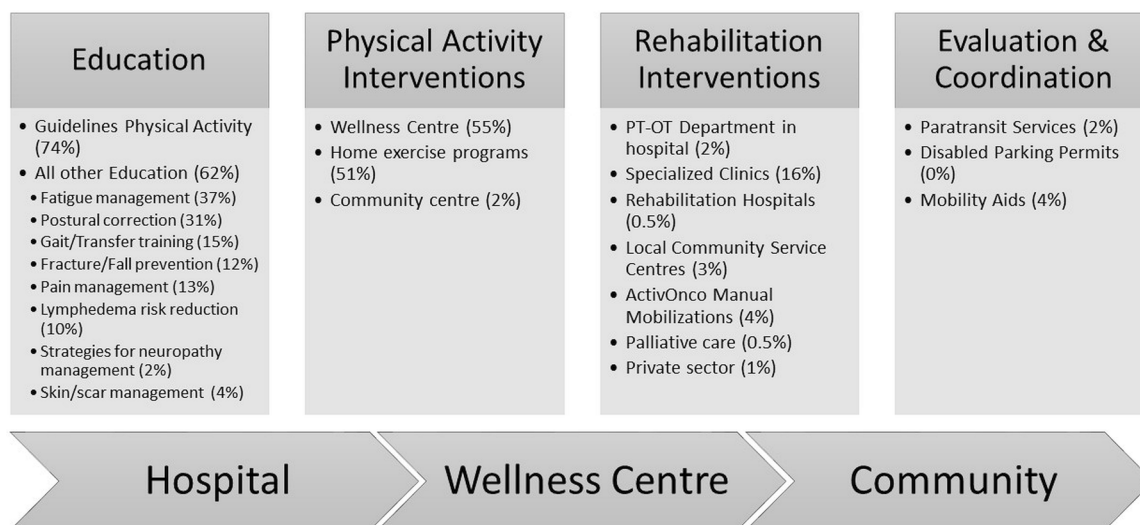 Education
• Guidelines Physical Activity
(74%)
• All other Education (62%)
• Fatigue management (37%)
• Postural correction (31%)
• Gait/Transfer training (15%)
• Fracture/Fall prevention (12%)
• Pain management (13%)
• Lymphedema risk reduction
(10%)
• Strategies for neuropathy
management (2%)
• Skin/scar management (4%)
Physical Activity
Interventions
• Wellness Centre (55%)
• Home exercise programs
(51%)
• Community centre (2%)
Rehabilitation
Interventions
• PT-OT Department in
hospital (2%)
• Specialized Clinics (16%)
• Rehabilitation Hospitals
(0.5%)
• Local Community Service
Centres (3%)
• ActivOnco Manual
Mobilizations (4%)
• Palliative care (0.5%)
• Private sector (1%)
Evaluation &
Coordination
• Paratransit Services (2%)
• Disabled Parking Permits
(0%)
• Mobility Aids (4%)
Hospital
Wellness Centre
Community